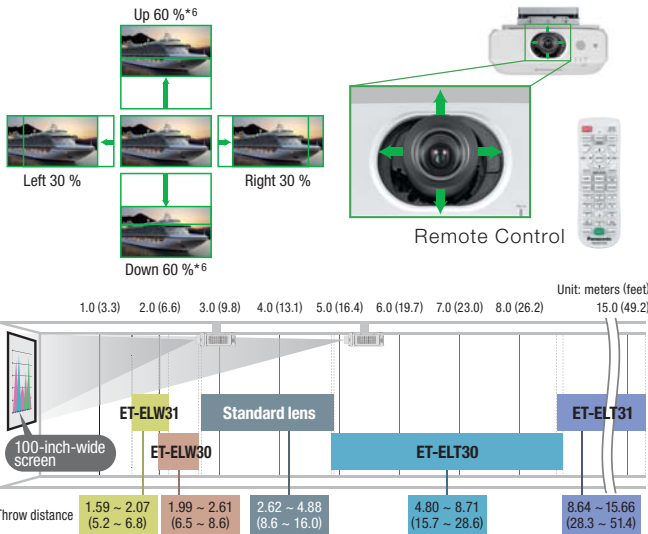 Up 60 %*6
Left 30 %
Right 30 %
Down 60 %*6
Remote Control
Panasonic
Unit: meters (feet)
1.0 (3.3) 2.0 (6.6) 3.0 (9.8) 4.0 (13.1) 5.0 (16.4) 6.0 (19.7) 7.0 (23.0) 8.0 (26.2) 15.0 (49.2)
ET-ELW31 Standard lens ET-ELT31
100-inch-wide
screen
ET-ELW30 ET-ELT30
Throw distance
1.59 ~ 2.07
(5.2 ~ 6.8)
1.99 ~ 2.61
(6.5 ~ 8.6)
2.62 ~ 4.88
(8.6 ~ 16.0)
4.80 ~ 8.71
(15.7 ~ 28.6)
8.64 ~ 15.66
(28.3 ~ 51.4)